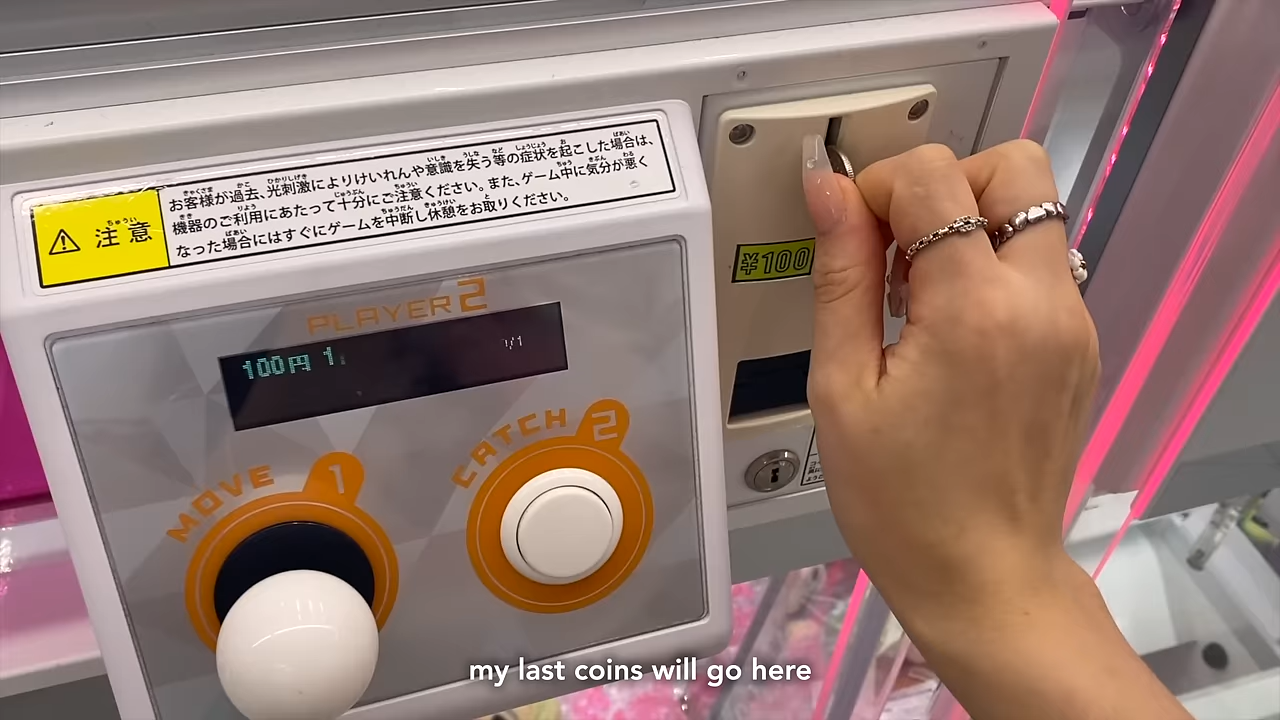 注意
お客様が過去、光刺激によりけいれんや意識を失う等の症状を起こした場合は、
機器のご利用にあたって十分にご注意ください。また、ゲーム中に気分が悪く
なった場合にはすぐにゲームを中断し休憩をお取りください。
¥100
PLAYER 2
100円 1
MOVE 1
CATCH 2
my last coins will go here